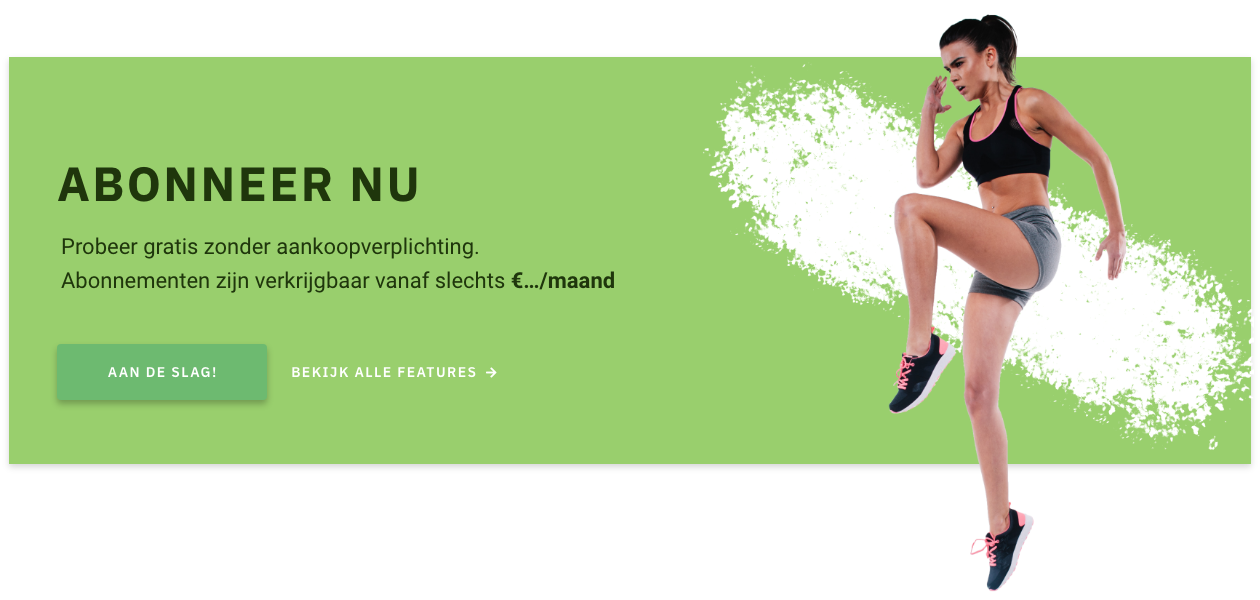 ABONNEER NU
Probeer gratis zonder aankoopverplichting.
Abonnementen zijn verkrijgbaar vanaf slechts €.../maand
AAN DE SLAG!
BEKIJK ALLE FEATURES →